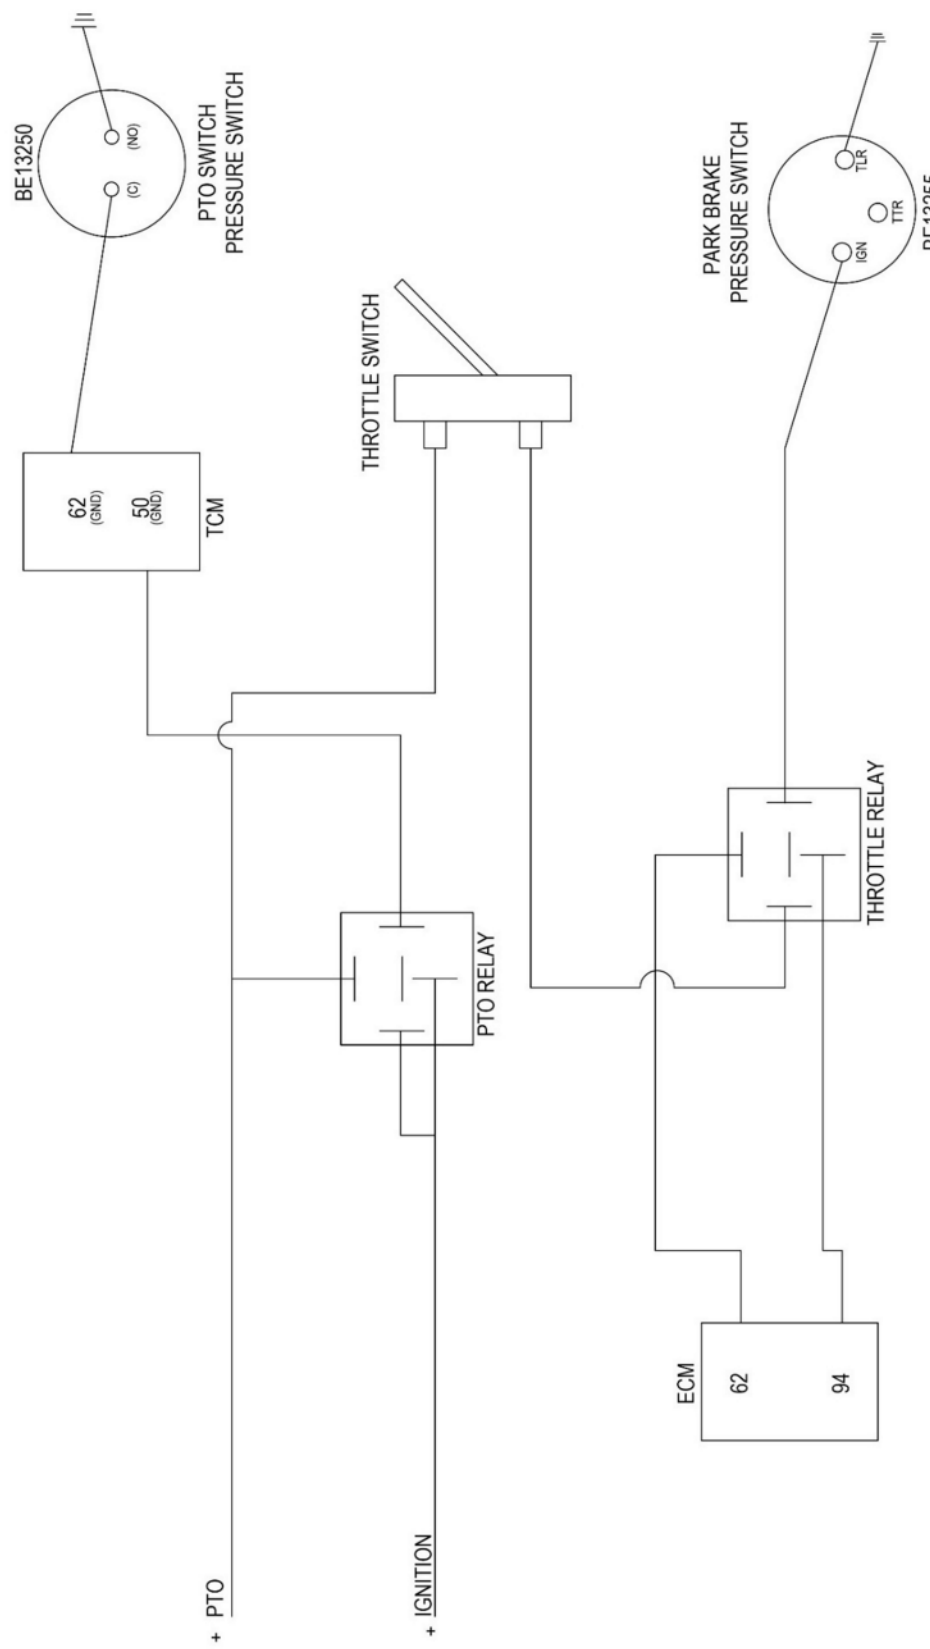 BE13250
62
(GND)
50
(GND)
(C)
(NO)
TCM
PTO SWITCH
PRESSURE SWITCH
+ PTO
THROTTLE SWITCH
+ IGNITION
PTO RELAY
ECM
62
94
PARK BRAKE
PRESSURE SWITCH
IGN
TLR
TTR
THROTTLE RELAY